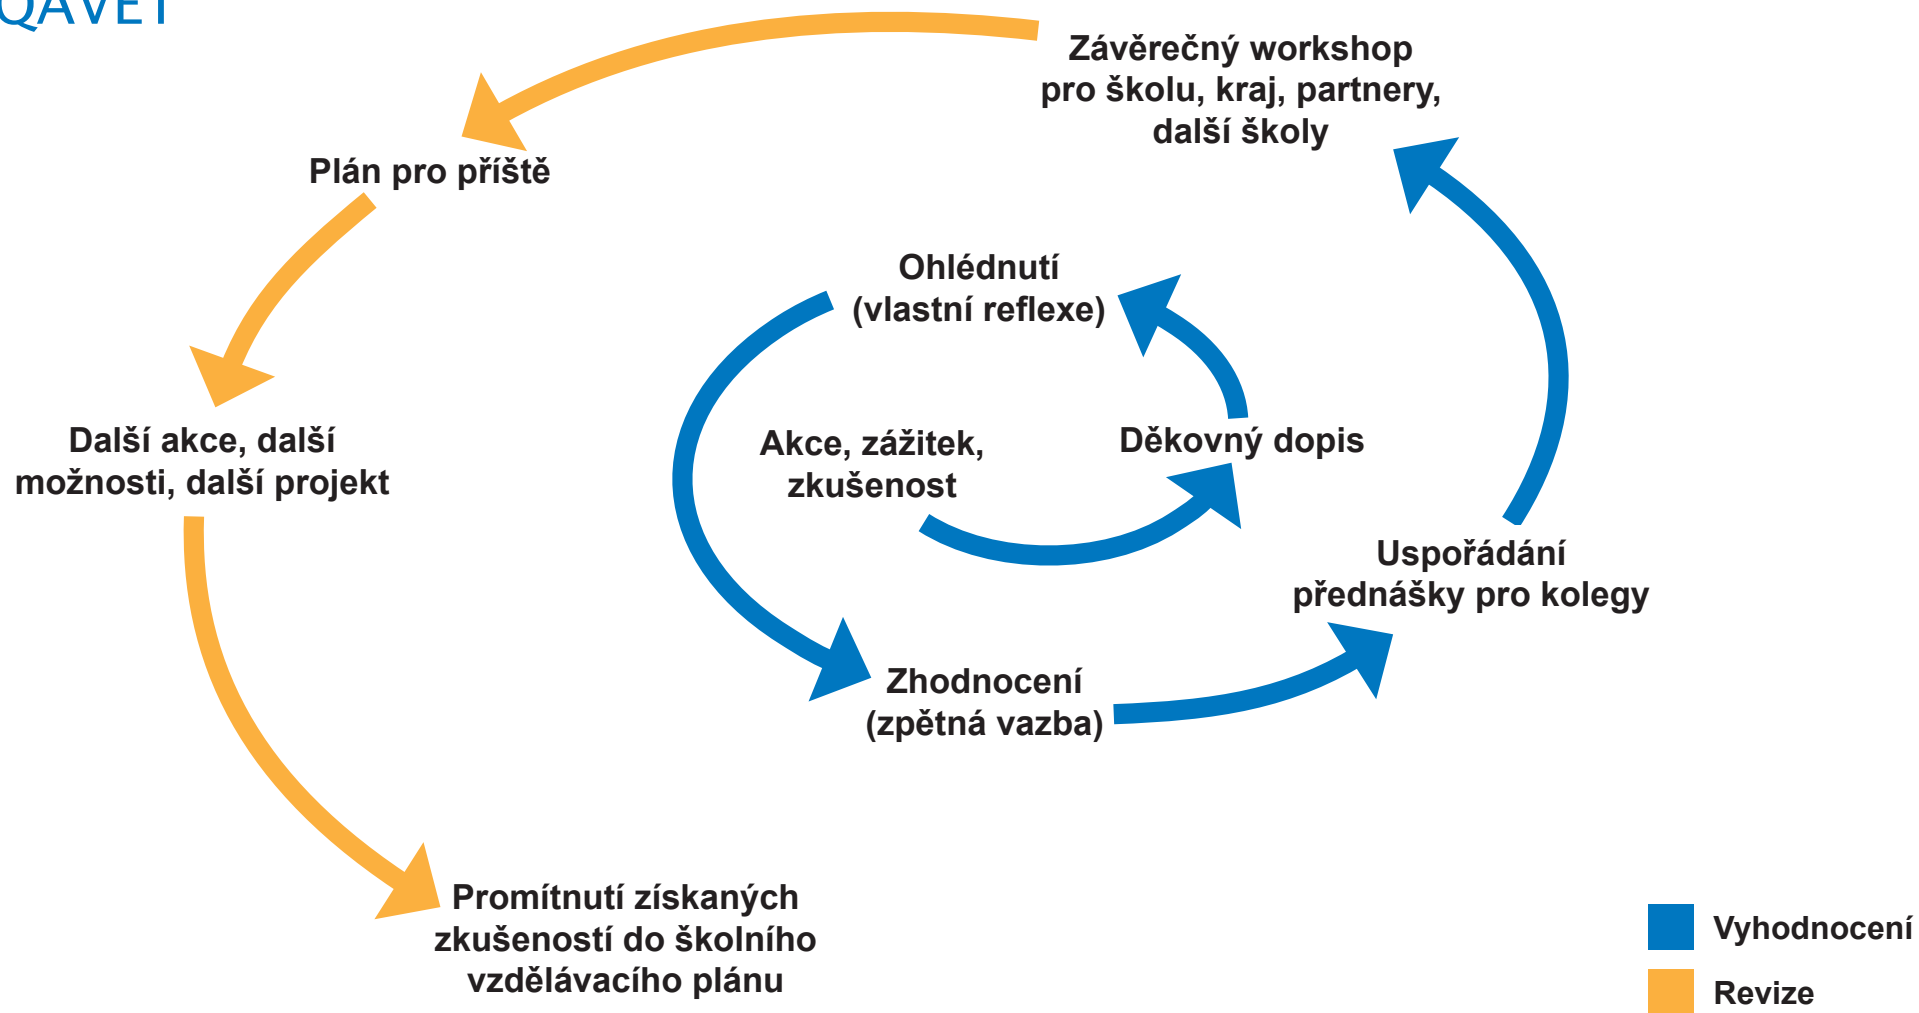 QAVET
Závěrečný workshop
pro školu, kraj, partnery,
další školy
Plán pro příště
Ohlédnutí
(vlastní reflexe)
Další akce, další
možnosti, další projekt
Akce, zážitek,
zkušenost
Děkovný dopis
Uspořádání
přednášky pro kolegy
Zhodnocení
(zpětná vazba)
Promítnutí získaných
zkušeností do školního
vzdělávacího plánu
Vyhodnocení
Revize